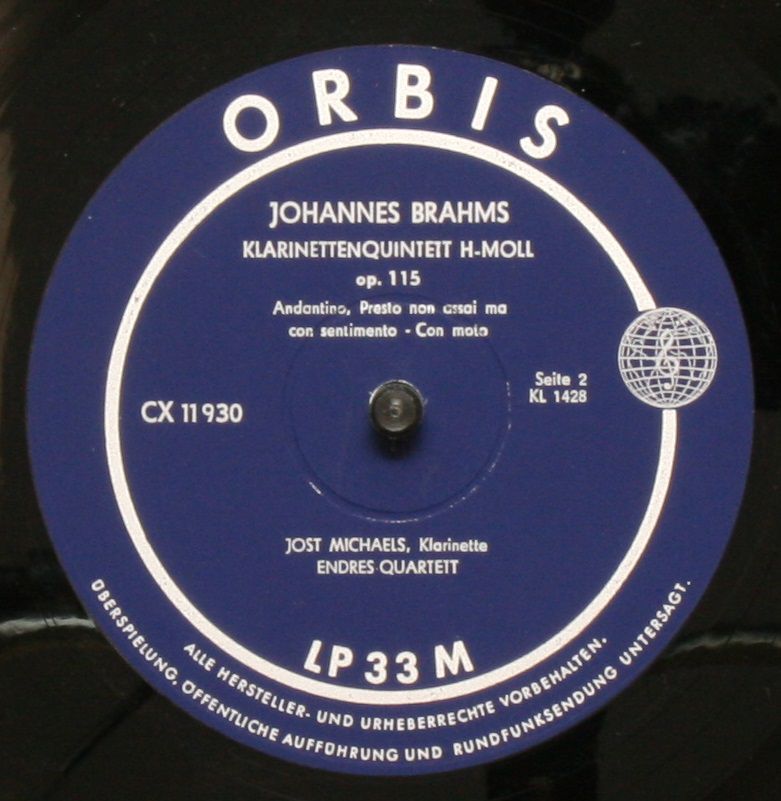 ORBIS
JOHANNES BRAHMS
KLARINETTENQUINTETT H-MOLL
op. 115
Andantino, Presto non assai ma
con sentimento - Con moto
Seite 2
KL 1428
CX 11 930
JOST MICHAELS, Klarinette
ENDRES-QUARTETT
LP 33 M
ALLE HERSTELLER- UND URHEBERRECHTE VORBEHALTEN.
ÜBERSPIELUNG, ÖFFENTLICHE AUFFÜHRUNG UND RUNDFUNKSENDUNG UNTERSAGT.